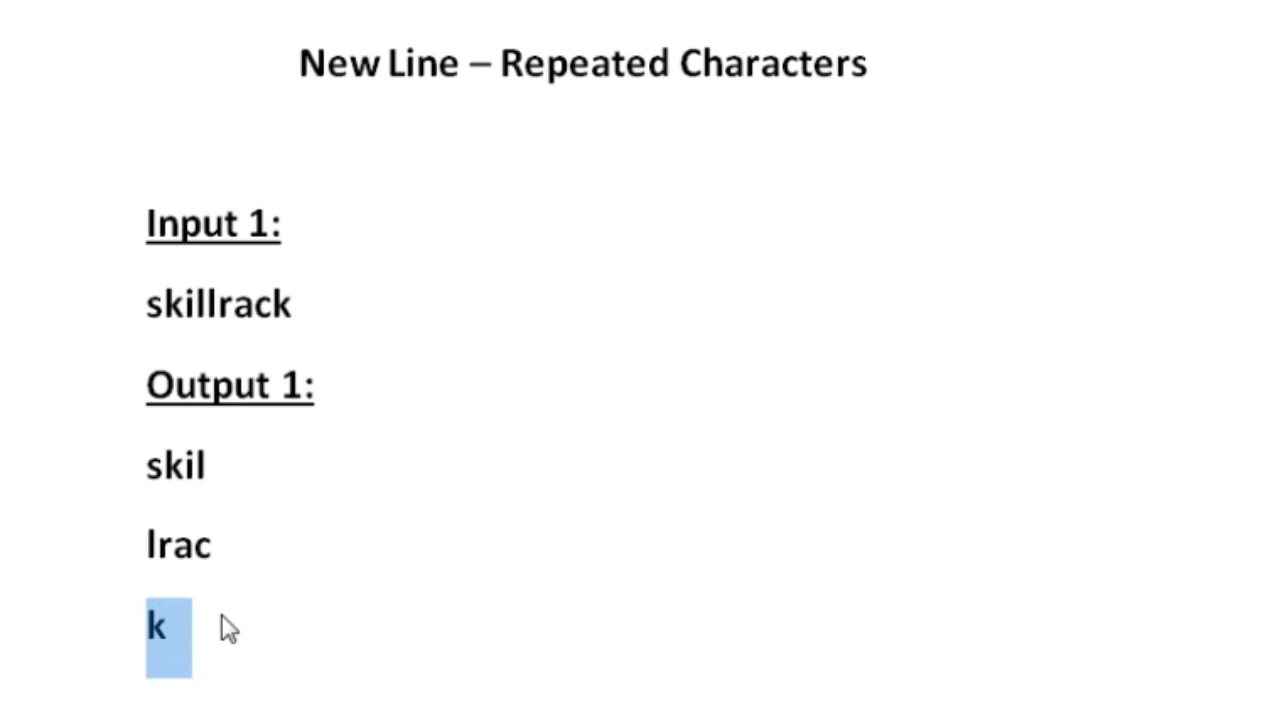 New Line – Repeated Characters
Input 1:
skillrack
Output 1:
skil
lrac
k